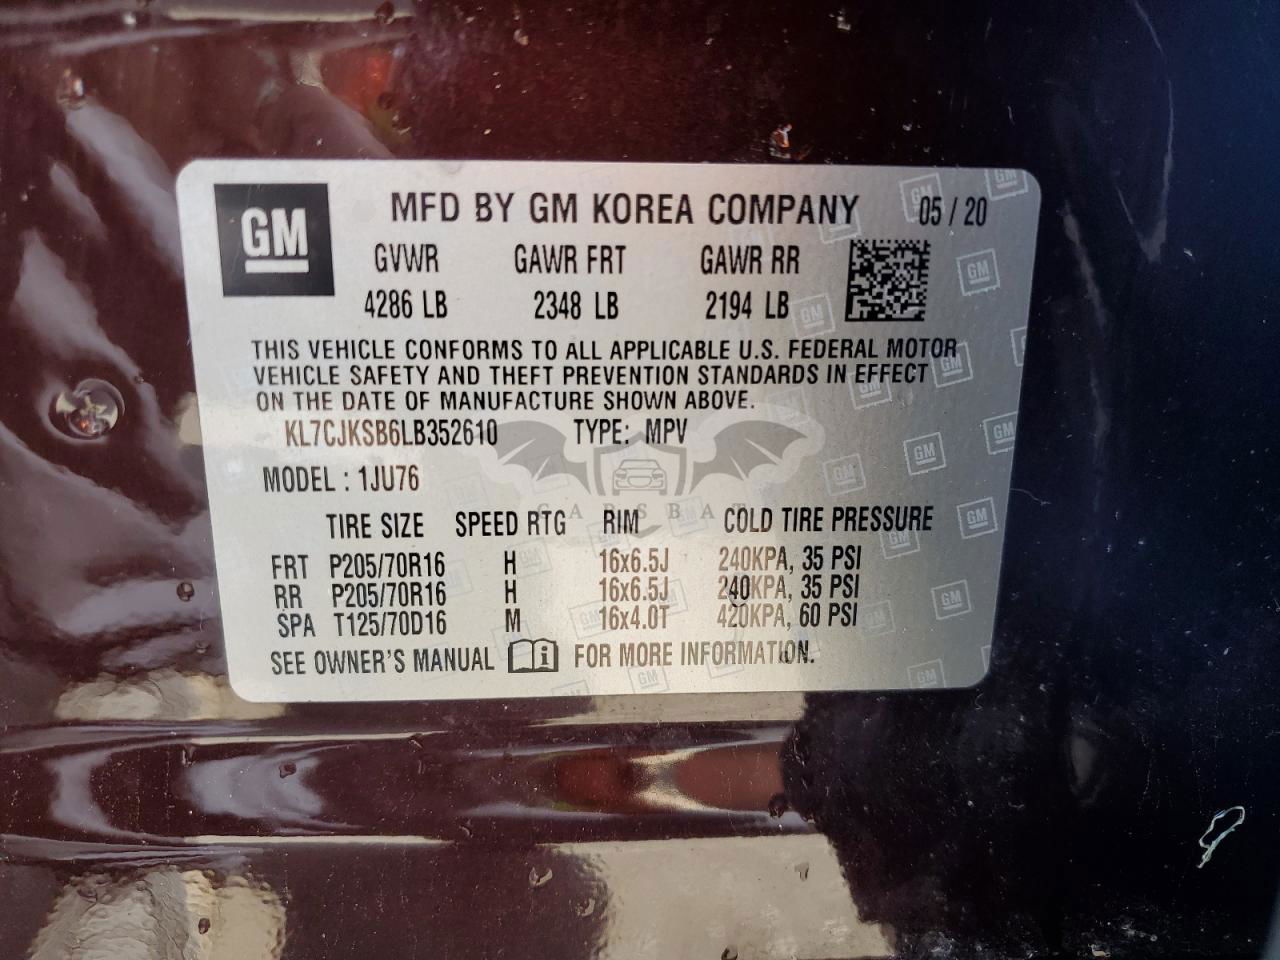 GM MFD BY GM KOREA COMPANY 05 / 20
GVWR GAWR FRT GAWR RR
4286 LB 2348 LB 2194 LB
THIS VEHICLE CONFORMS TO ALL APPLICABLE U.S. FEDERAL MOTOR
VEHICLE SAFETY AND THEFT PREVENTION STANDARDS IN EFFECT
ON THE DATE OF MANUFACTURE SHOWN ABOVE.
KL7CJKSB6LB352610 TYPE: MPV
MODEL : 1JU76
CARSBAT
TIRE SIZE SPEED RTG RIM COLD TIRE PRESSURE
FRT P205/70R16 H 16x6.5J 240KPA, 35 PSI
RR P205/70R16 H 16x6.5J 240KPA, 35 PSI
SPA T125/70D16 M 16x4.0T 420KPA, 60 PSI
SEE OWNER'S MANUAL i FOR MORE INFORMATION.